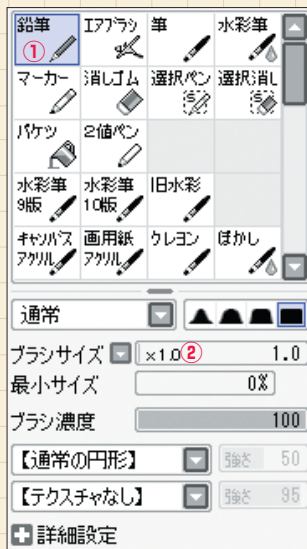 鉛筆 エアブラシ 筆 水彩筆
①
マーカー 消しゴム 選択ペン 選択消し
バケツ 2値ペン
水彩筆 水彩筆 旧水彩
9版 10版
キャンバス 画用紙 クレヨン ぼかし
アクリル アクリル
通常
ブラシサイズ ×1.0 ② 1.0
最小サイズ 0%
ブラシ濃度 100
【通常の円形】 強さ 50
【テクスチャなし】 強さ 95
詳細設定